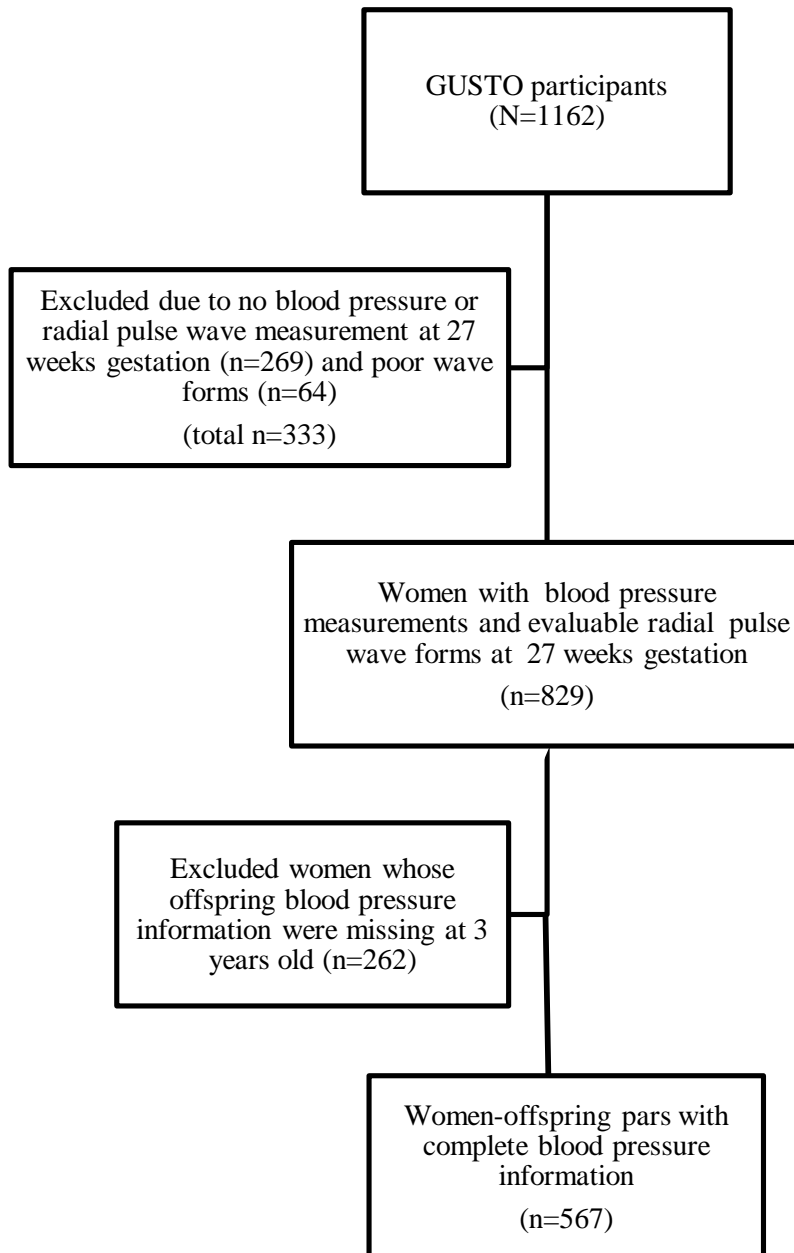 GUSTO participants
(N=1162)
Excluded due to no blood pressure or
radial pulse wave measurement at 27
weeks gestation (n=269) and poor wave
forms (n=64)
(total n=333)
Women with blood pressure
measurements and evaluable radial pulse
wave forms at 27 weeks gestation
(n=829)
Excluded women whose
offspring blood pressure
information were missing at 3
years old (n=262)
Women-offspring pars with
complete blood pressure
information
(n=567)